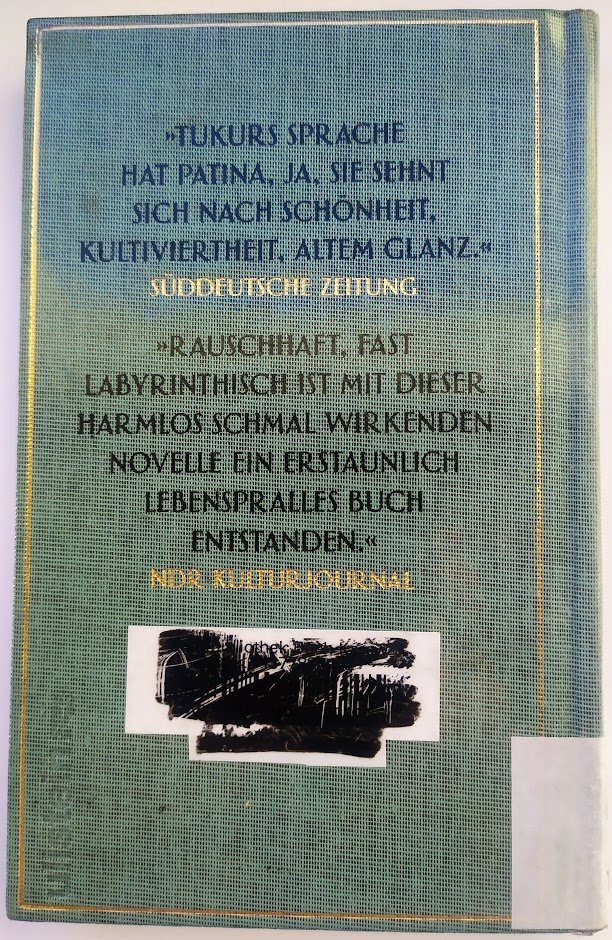 »TUKURS SPRACHE
HAT PATINA, JA, SIE SEHNT
SICH NACH SCHÖNHEIT,
KULTIVIERTHEIT, ALTEM GLANZ.«
SÜDDEUTSCHE ZEITUNG
»RAUSCHHAFT, FAST
LABYRINTHISCH IST MIT DIESER
HARMLOS SCHMAL WIRKENDEN
NOVELLE EIN ERSTAUNLICH
LEBENSPRALLES BUCH
ENTSTANDEN.«
NDR KULTURJOURNAL